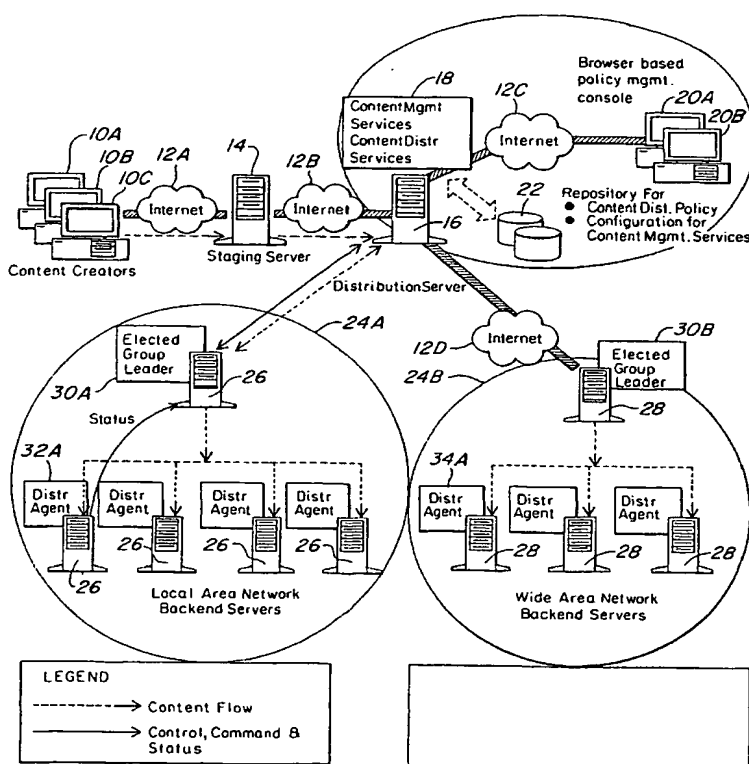 18
12C
Browser based
policy mgmt.
console
20A
20B
ContentMgmt
Services
ContentDistr
Services
Internet
10A
10B
10C
12A
14
12B
Internet
Internet
22
16
Repository For
● Content Dist. Policy
● Configuration for
Content Mgmt. Services
Content Creators
Staging Server
Distribution Server
24A
Internet
12D
30B
Elected
Group
Leader
30A
26
24B
Elected
Group
Leader
28
Status
32A
Distr
Agent
Distr
Agent
Distr
Agent
Distr
Agent
26
26
26
26
34A
Distr
Agent
Distr
Agent
Distr
Agent
28
28
28
Local Area Network
Backend Servers
Wide Area Network
Backend Servers
LEGEND
Content Flow
Control, Command &
Status